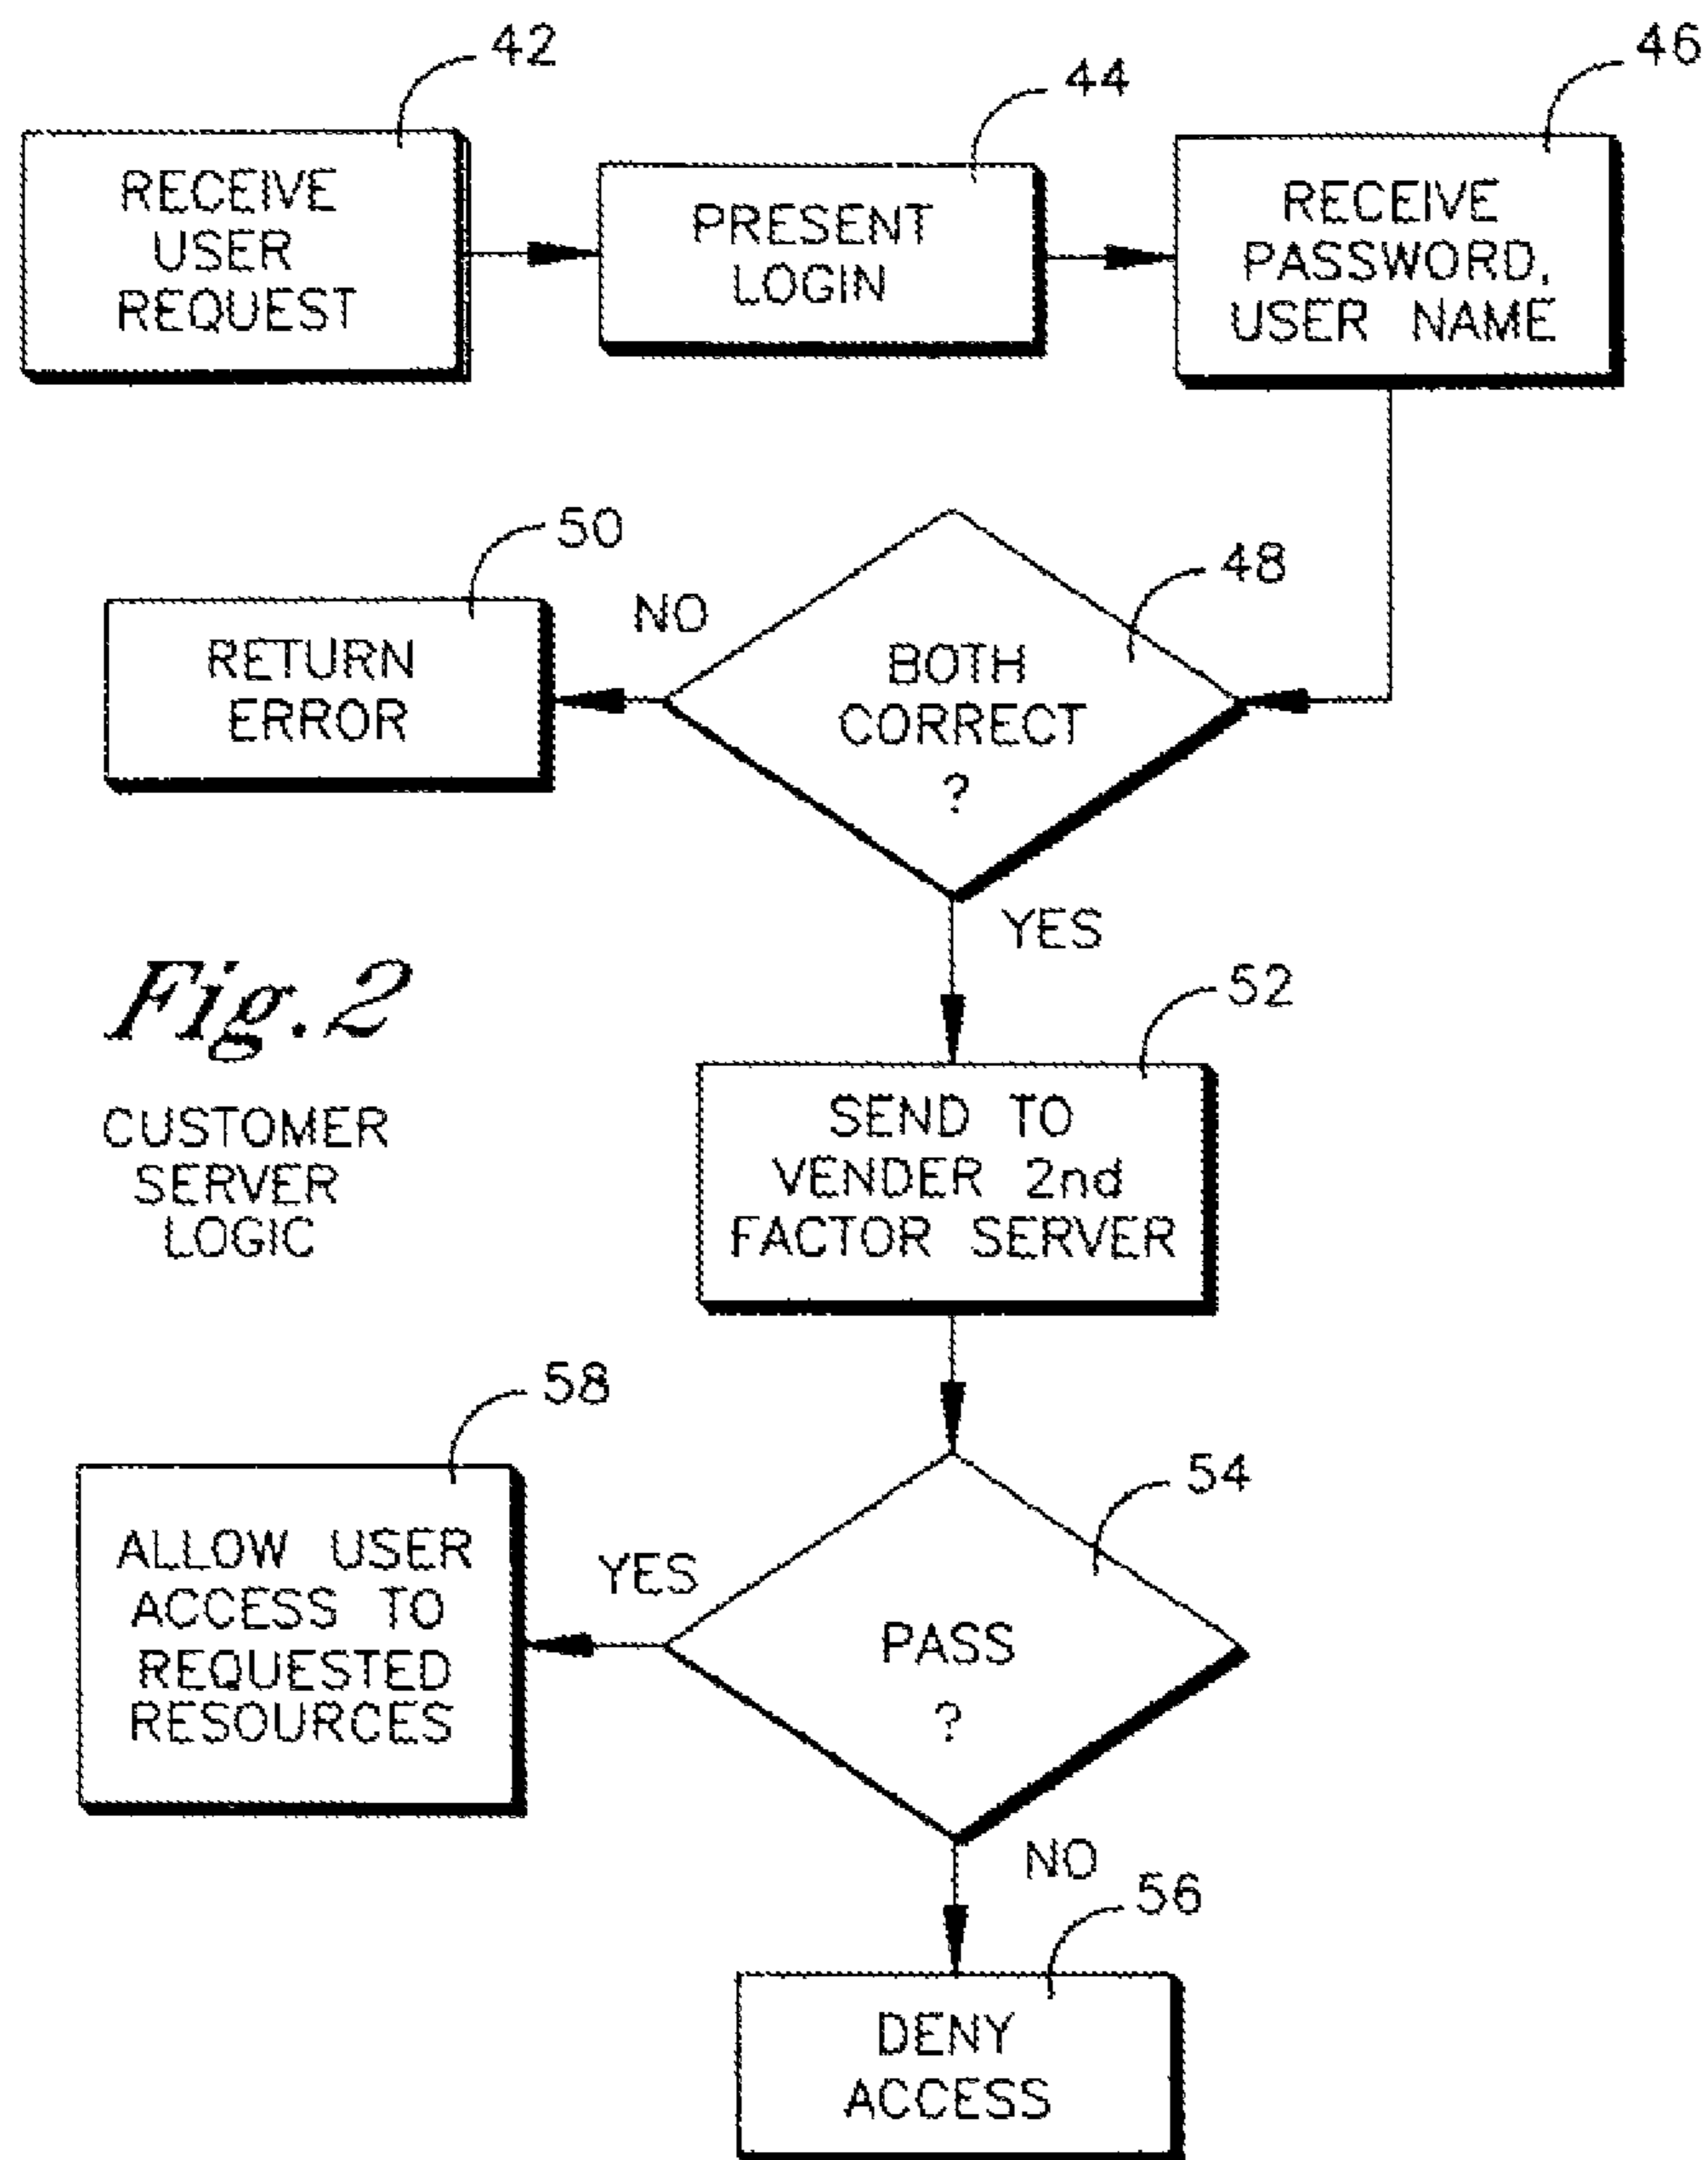 42
44
46
RECEIVE
USER
REQUEST
PRESENT
LOGIN
RECEIVE
PASSWORD,
USER NAME
50
48
NO
RETURN
ERROR
BOTH
CORRECT
?
YES
Fig.2
CUSTOMER
SERVER
LOGIC
52
SEND TO
VENDER 2nd
FACTOR SERVER
58
54
ALLOW USER
ACCESS TO
REQUESTED
RESOURCES
YES
PASS
?
NO
56
DENY
ACCESS